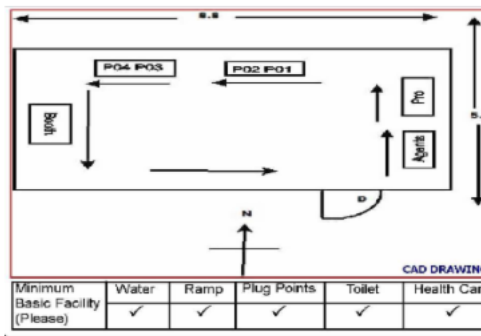 P04 P03
P02 P01
Pro
Booth
Agents
D
N
CAD DRAWING
Minimum Basic Facility (Please)
Water
Ramp
Plug Points
Toilet
Health Car
✓ ✓ ✓ ✓ ✓